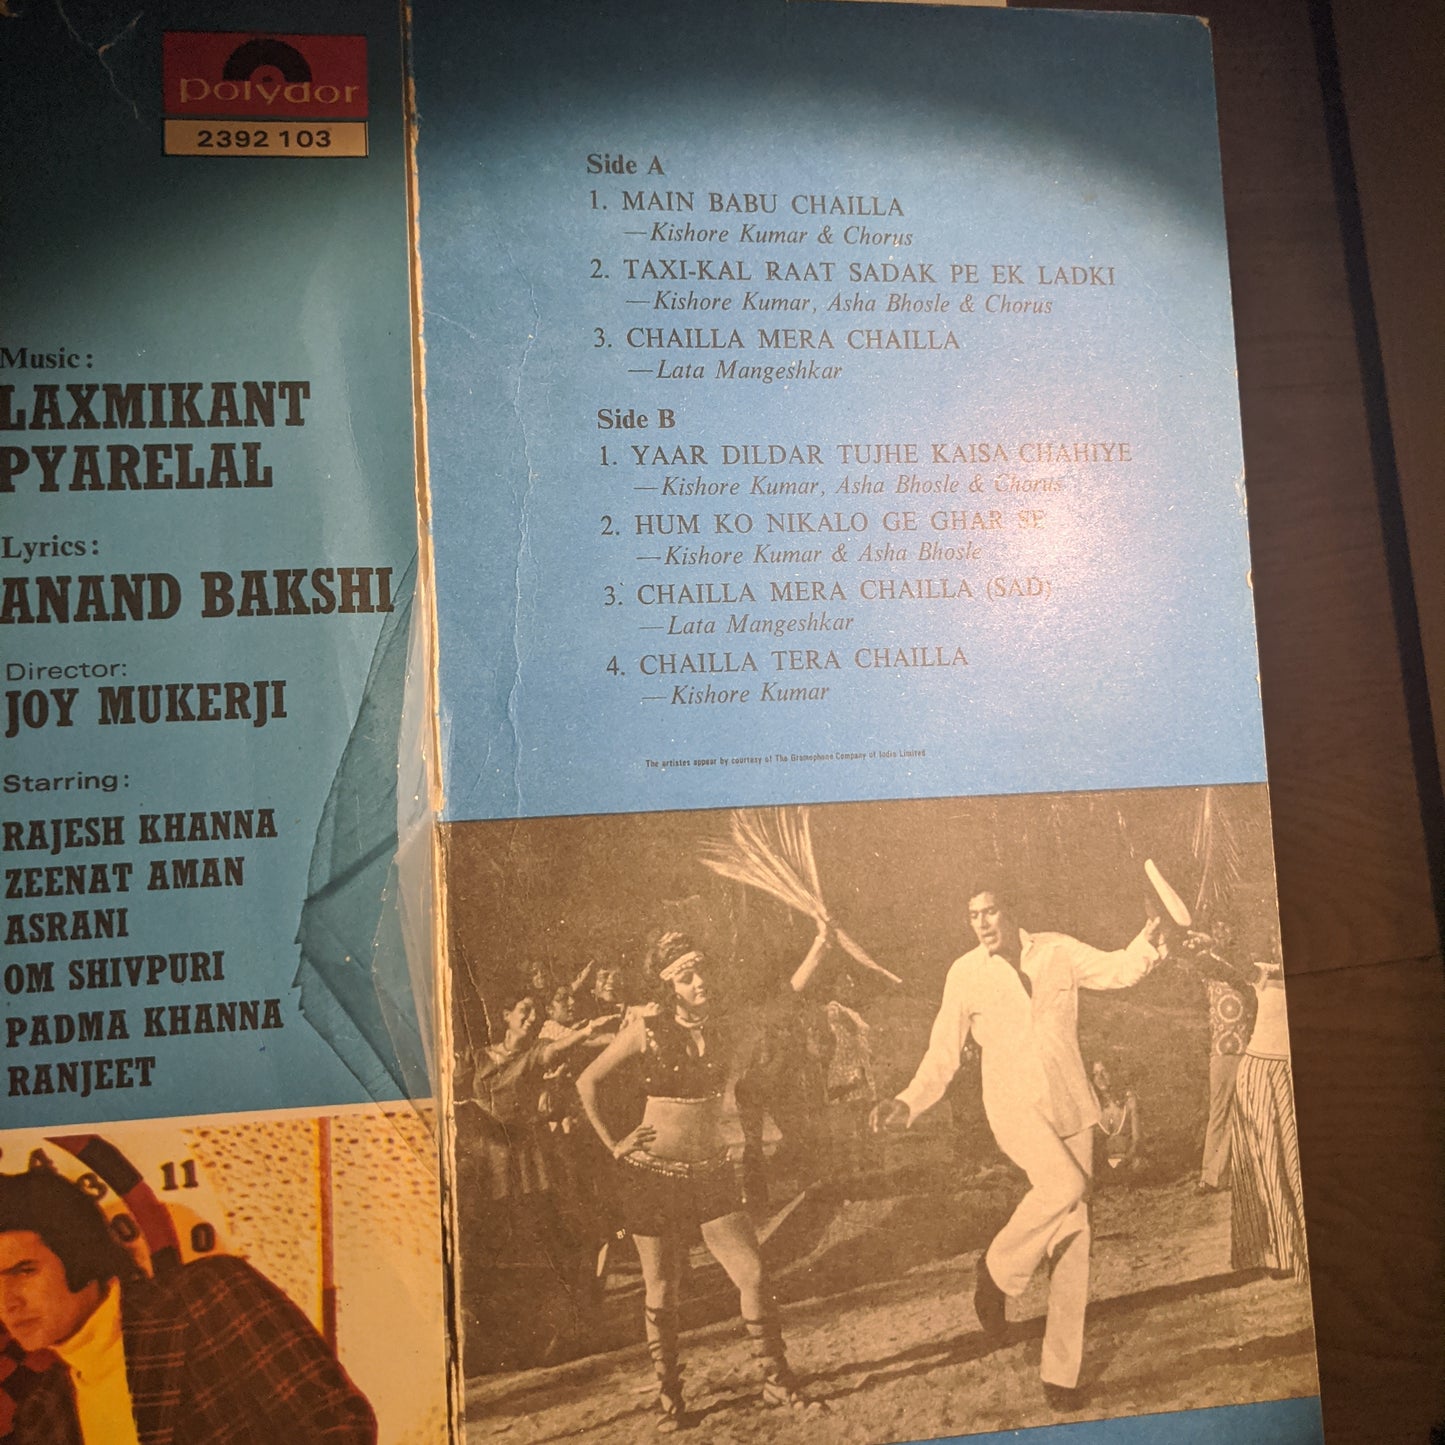 Polydor
2392 103
Music:
LAXMIKANT
PYARELAL
Lyrics:
ANAND BAKSHI
Director:
JOY MUKERJI
Starring:
RAJESH KHANNA
ZEENAT AMAN
ASRANI
OM SHIVPURI
PADMA KHANNA
RANJEET
4 3 11
0 0
Side A
1. MAIN BABU CHAILLA
—Kishore Kumar & Chorus
2. TAXI-KAL RAAT SADAK PE EK LADKI
—Kishore Kumar, Asha Bhosle & Chorus
3. CHAILLA MERA CHAILLA
—Lata Mangeshkar
Side B
1. YAAR DILDAR TUJHE KAISA CHAHIYE
—Kishore Kumar, Asha Bhosle & Chorus
2. HUM KO NIKALO GE GHAR SE
—Kishore Kumar & Asha Bhosle
3. CHAILLA MERA CHAILLA (SAD)
—Lata Mangeshkar
4. CHAILLA TERA CHAILLA
—Kishore Kumar
The artistes appear by courtesy of The Gramophone Company of India Limited